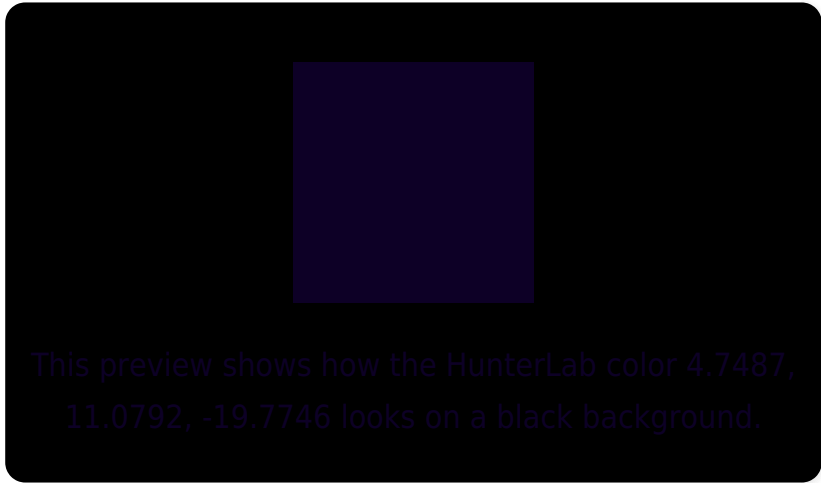 This preview shows how the HunterLab color 4.7487,
11.0792, -19.7746 looks on a black background.